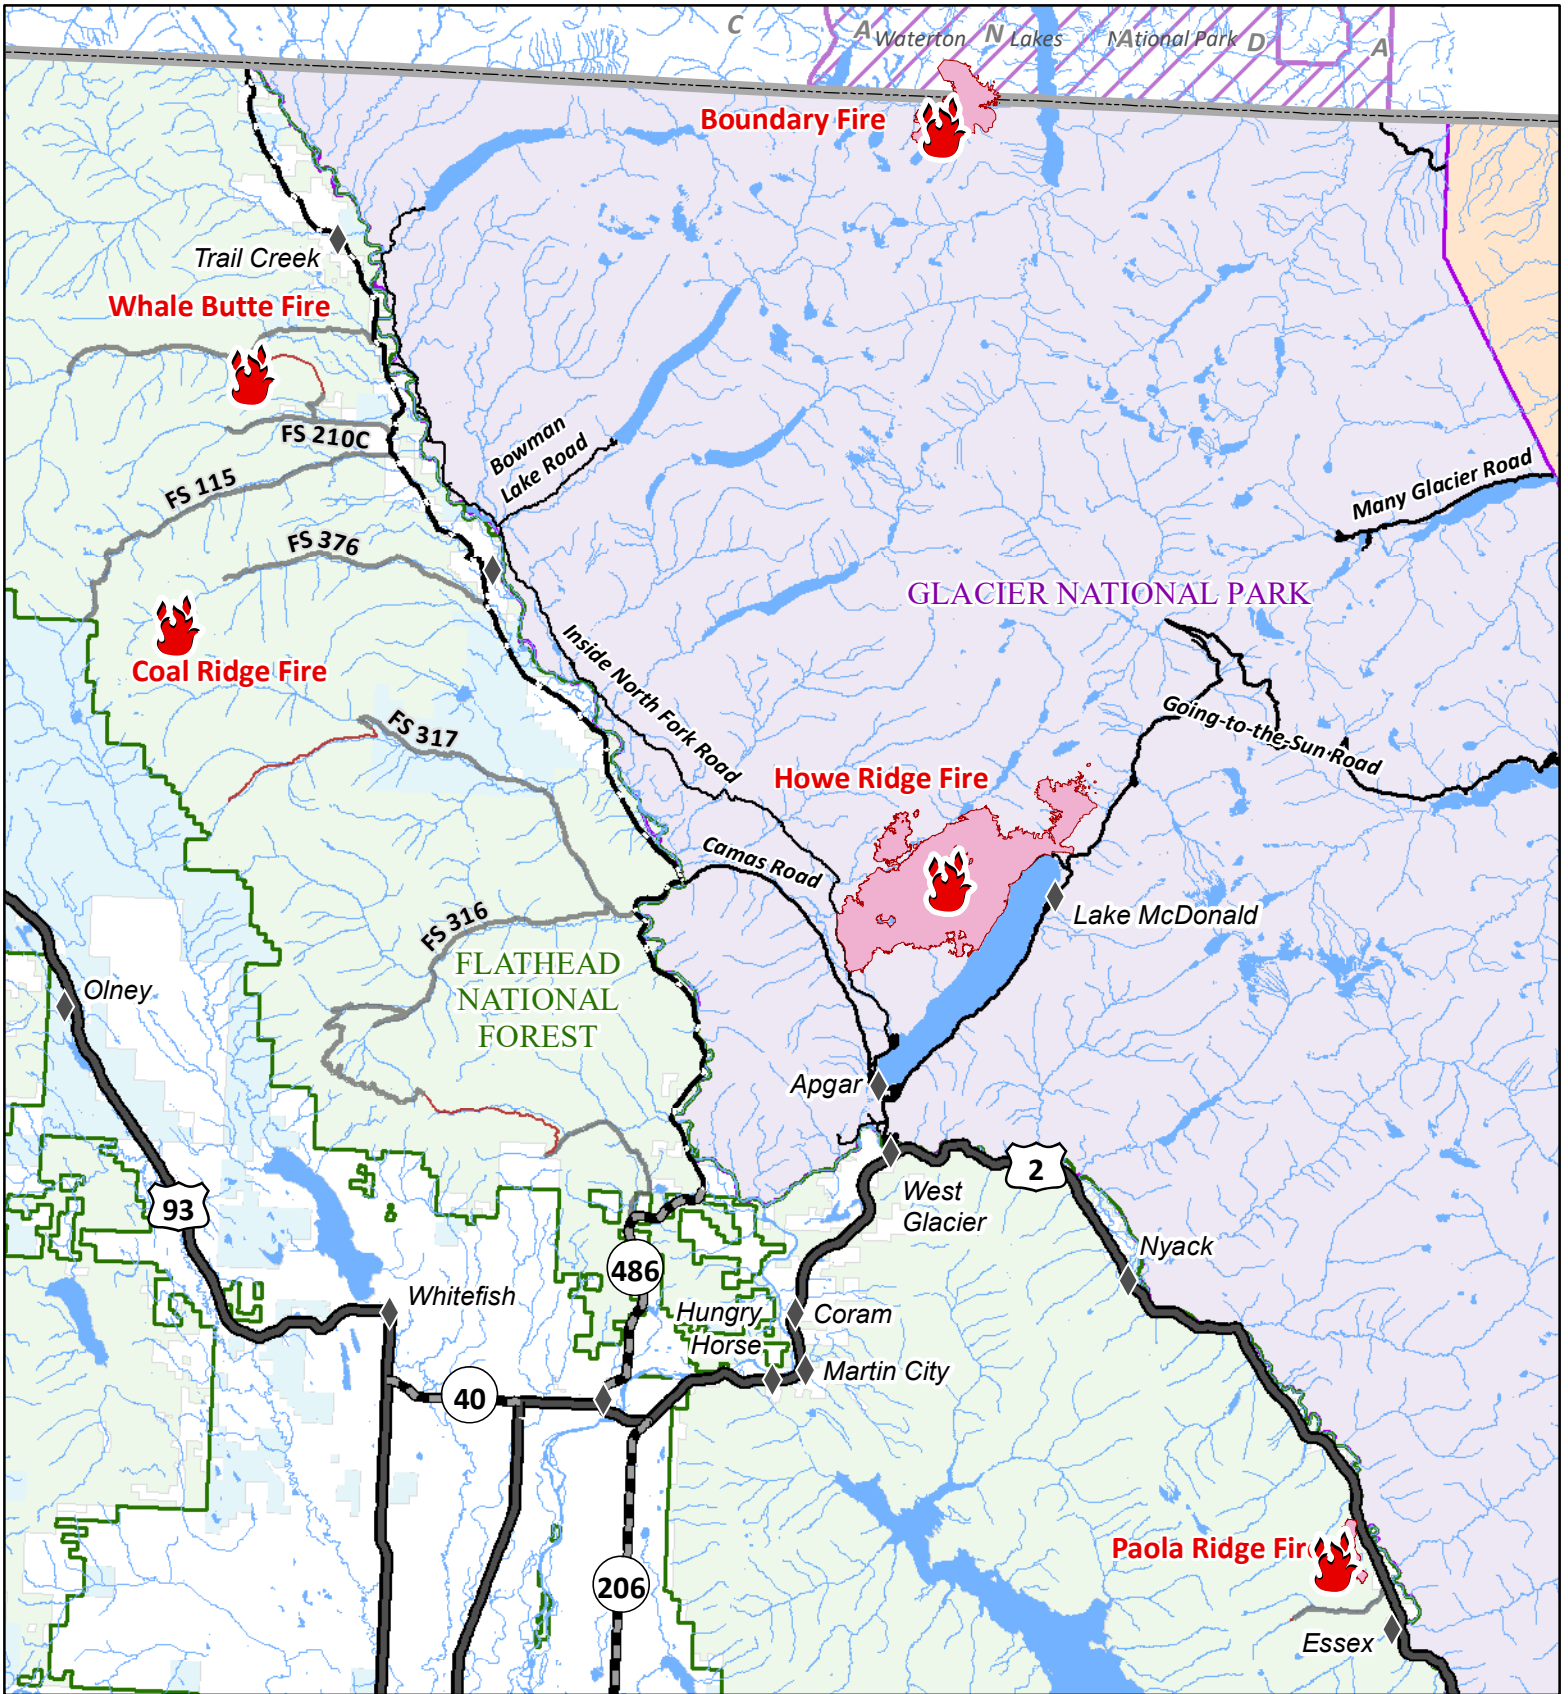 C A N A D A
Waterton Lakes National Park
Boundary Fire
Trail Creek
Whale Butte Fire
FS 210C
Bowman
Lake Road
FS 115
Many Glacier Road
FS 376
GLACIER NATIONAL PARK
Coal Ridge Fire
Inside North Fork Road
FS 317
Going-to-the-Sun Road
Howe Ridge Fire
Camas Road
Lake McDonald
FS 316
FLATHEAD
NATIONAL
FOREST
Olney
Apgar
2
93
West
Glacier
Nyack
486
Whitefish
Hungry
Horse
Coram
Martin City
40
206
Paola Ridge Fire
Essex